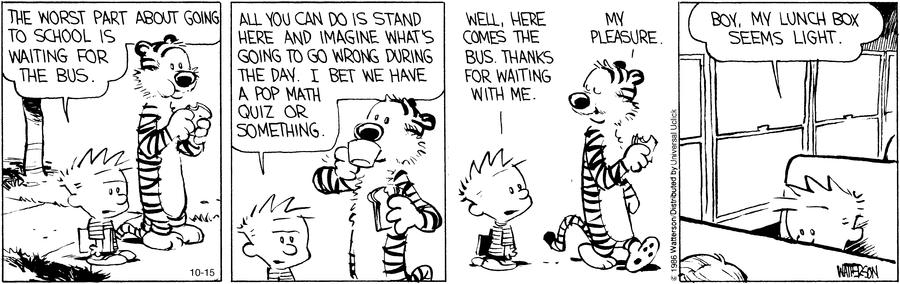 THE WORST PART ABOUT GOING
TO SCHOOL IS
WAITING FOR
THE BUS.
10-15
ALL YOU CAN DO IS STAND
HERE AND IMAGINE WHAT'S
GOING TO GO WRONG DURING
THE DAY. I BET WE HAVE
A POP MATH
QUIZ OR
SOMETHING.
WELL, HERE
COMES THE
BUS. THANKS
FOR WAITING
WITH ME.
MY
PLEASURE.
© 1986 Watterson/Distributed by Universal Uclick
BOY, MY LUNCH BOX
SEEMS LIGHT.
WATTERSON